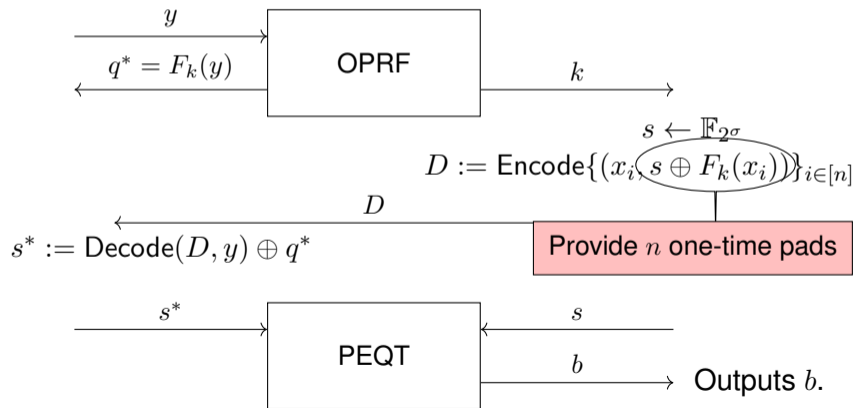 y
OPRF
q* = F_k(y)
k
s ← 𝔽_{2^σ}
D := Encode{(x_i, s ⊕ F_k(x_i))}_{i∈[n]}
D
s* := Decode(D, y) ⊕ q*
Provide n one-time pads
s*
s
PEQT
b
Outputs b.